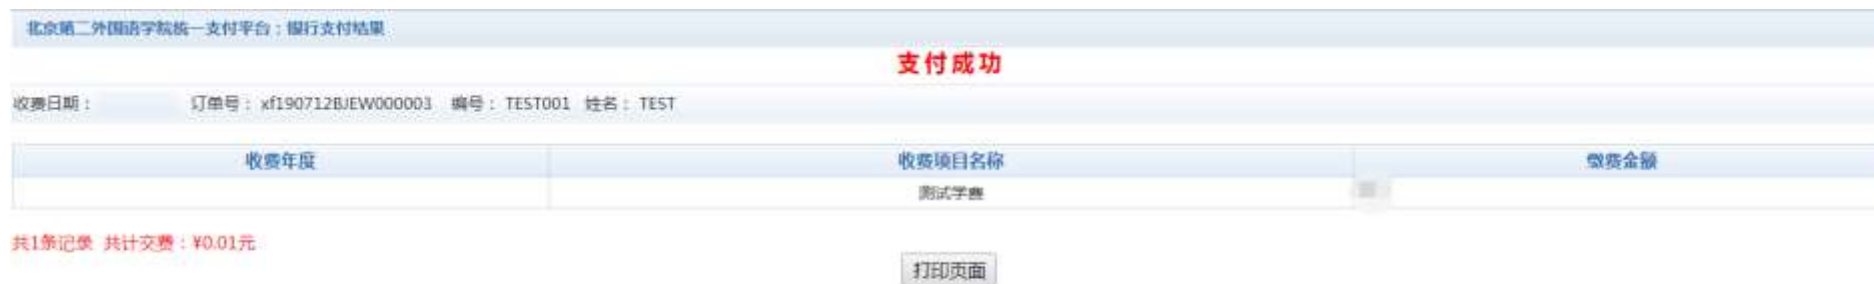 北京第二外国语学院统一支付平台：银行支付结果
支付成功
收费日期： 订单号： xf190712BJEW000003 编号： TEST001 姓名： TEST
收费年度 收费项目名称 缴费金额
测试学费
共1条记录 共计交费：¥0.01元
打印页面